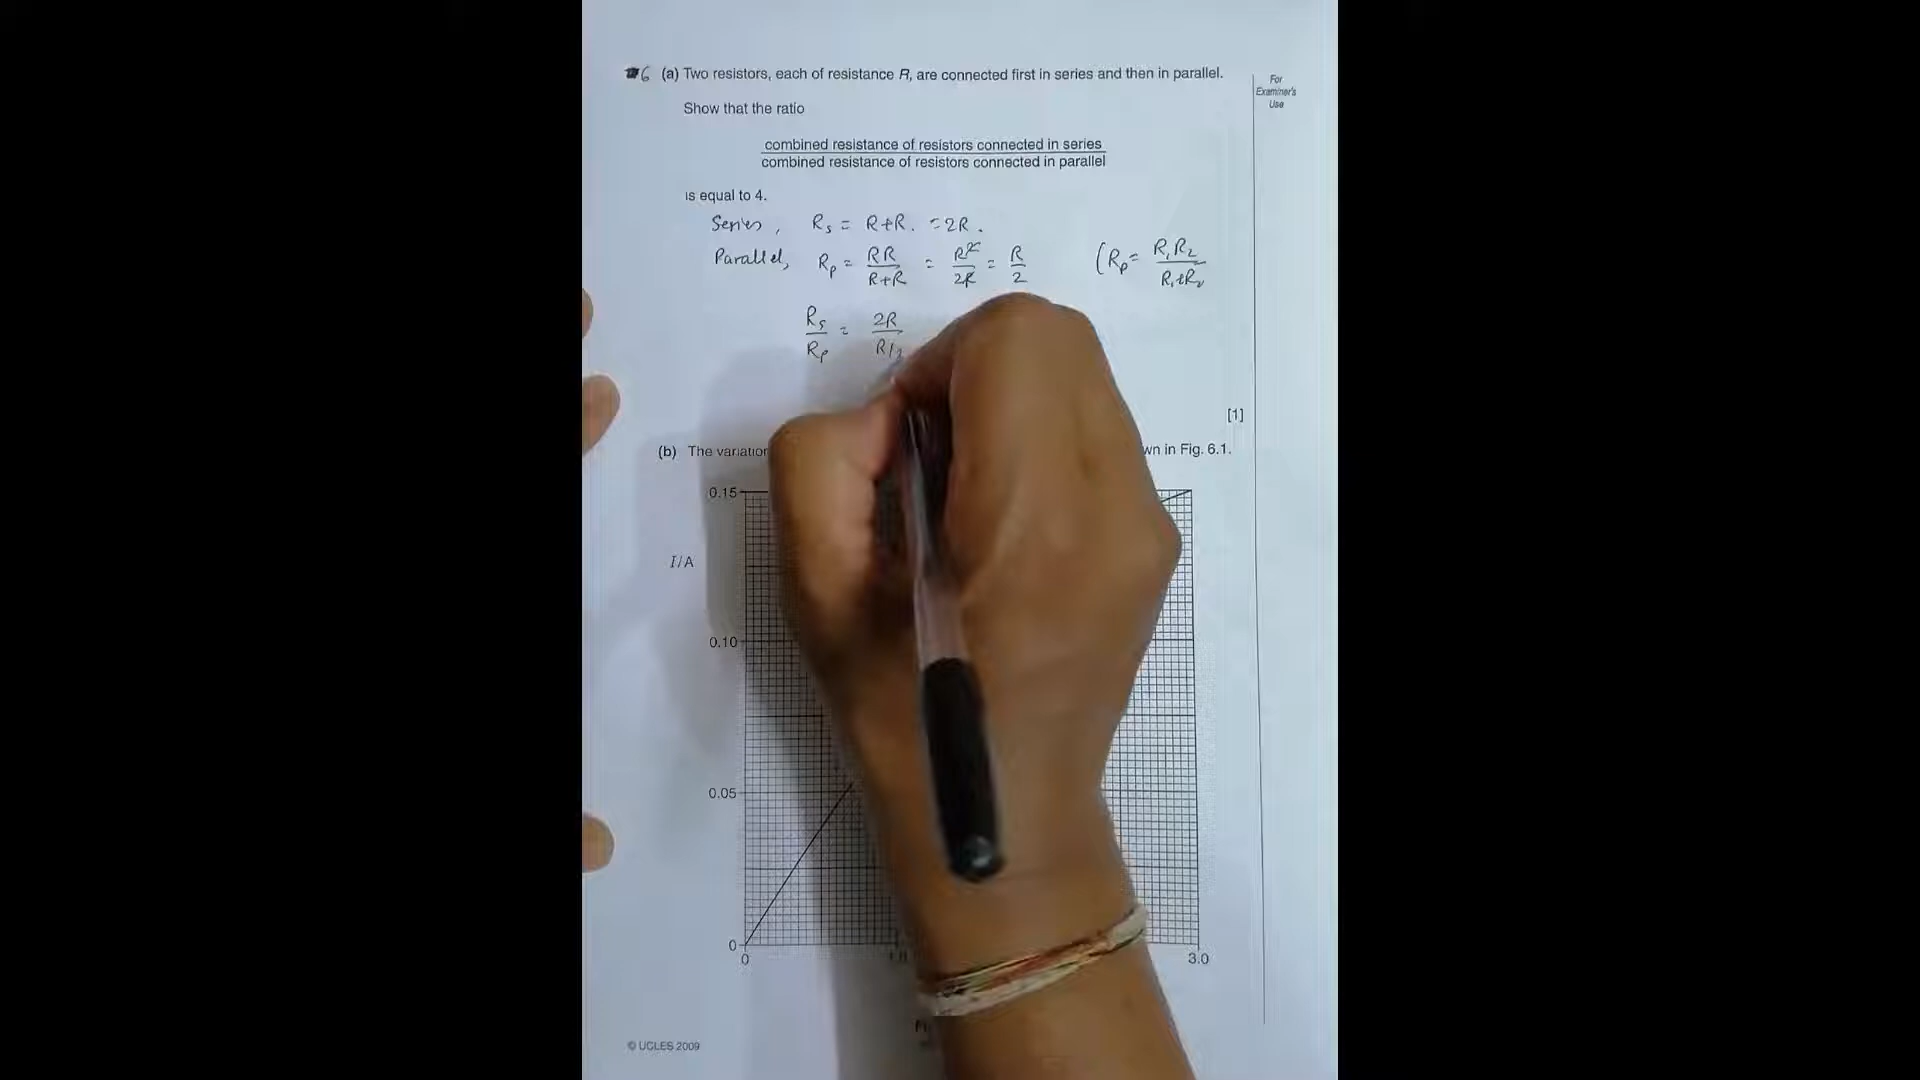 6 (a) Two resistors, each of resistance R, are connected first in series and then in parallel.
For
Examiner's
Use
Show that the ratio
combined resistance of resistors connected in series
combined resistance of resistors connected in parallel
is equal to 4.
Series, Rs = R+R. = 2R.
Parallel, Rp = RR/R+R = R²/2R = R/2 (Rp = R1R2/R1+R2
Rs/Rp = 2R/R/2
[1]
(b) The variation wn in Fig. 6.1.
0.15
I/A
0.10
0.05
0
0 3.0
© UCLES 2009